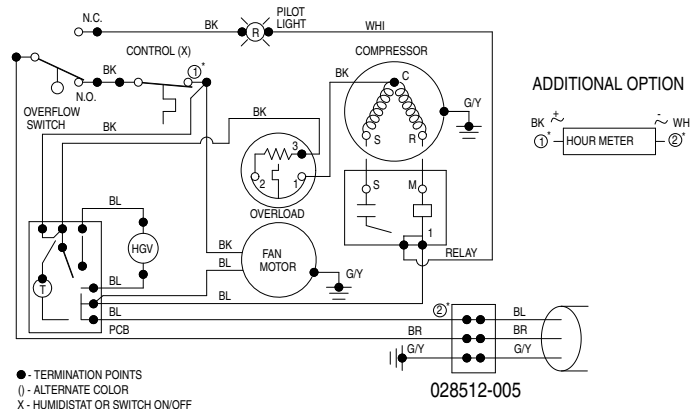 N.C.
BK
R
PILOT
LIGHT
WHI
CONTROL (X)
COMPRESSOR
BK
1*
BK
C
N.O.
OVERFLOW
SWITCH
BK
BK
G/Y
S
R
3
2
1
OVERLOAD
S
M
1
RELAY
BL
HGV
BK
FAN
MOTOR
BL
G/Y
T
BL
BL
BL
PCB
2*
BL
BR
BR
G/Y
G/Y
028512-005
ADDITIONAL OPTION
BK + ~
- ~ WH
1* HOUR METER 2*
● - TERMINATION POINTS
() - ALTERNATE COLOR
X - HUMIDISTAT OR SWITCH ON/OFF